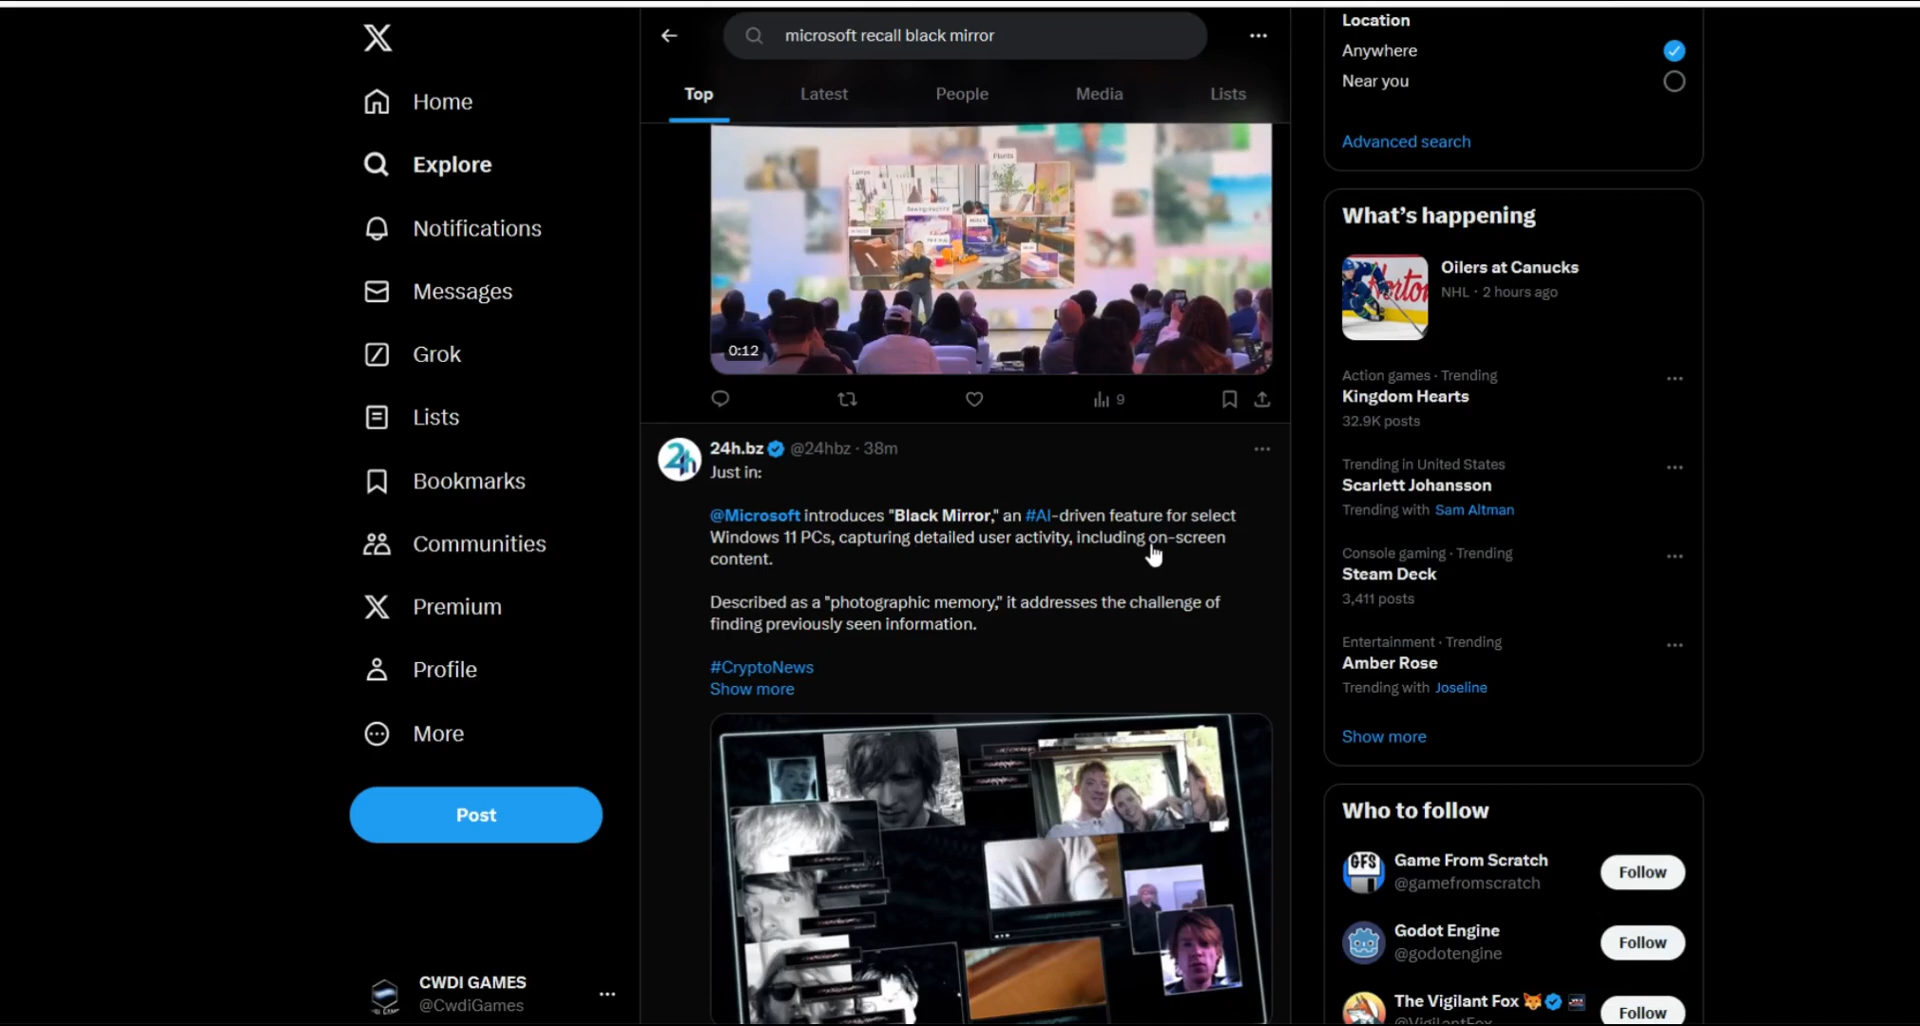 microsoft recall black mirror
Top
Latest
People
Media
Lists
Home
Explore
Notifications
Messages
Grok
Lists
Bookmarks
Communities
Premium
Profile
More
Post
CWDI GAMES
@CwdiGames
Plants
Lamps
0:12
9
24h.bz @24hbz · 38m
Just in:
@Microsoft introduces "Black Mirror," an #AI-driven feature for select
Windows 11 PCs, capturing detailed user activity, including on-screen
content.
Described as a "photographic memory," it addresses the challenge of
finding previously seen information.
#CryptoNews
Show more
Location
Anywhere
Near you
Advanced search
What's happening
Oilers at Canucks
NHL · 2 hours ago
Action games · Trending
Kingdom Hearts
32.9K posts
Trending in United States
Scarlett Johansson
Trending with Sam Altman
Console gaming · Trending
Steam Deck
3,411 posts
Entertainment · Trending
Amber Rose
Trending with Joseline
Show more
Who to follow
GFS
Game From Scratch
@gamefromscratch
Follow
Godot Engine
@godotengine
Follow
The Vigilant Fox
@VigilantFox
Follow